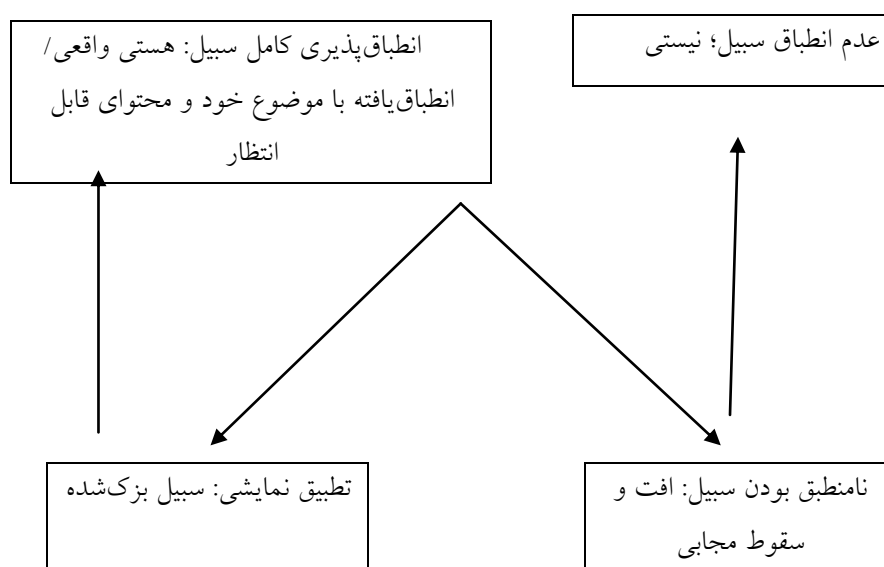 عدم انطباق سبیل؛ نیستی
انطباق‌پذیری کامل سبیل: هستی واقعی/
انطباق‌یافته با موضوع خود و محتوای قابل
انتظار
نامنطبق بودن سبیل: افت و
سقوط مجابی
تطبیق نمایشی: سبیل بزک‌شده